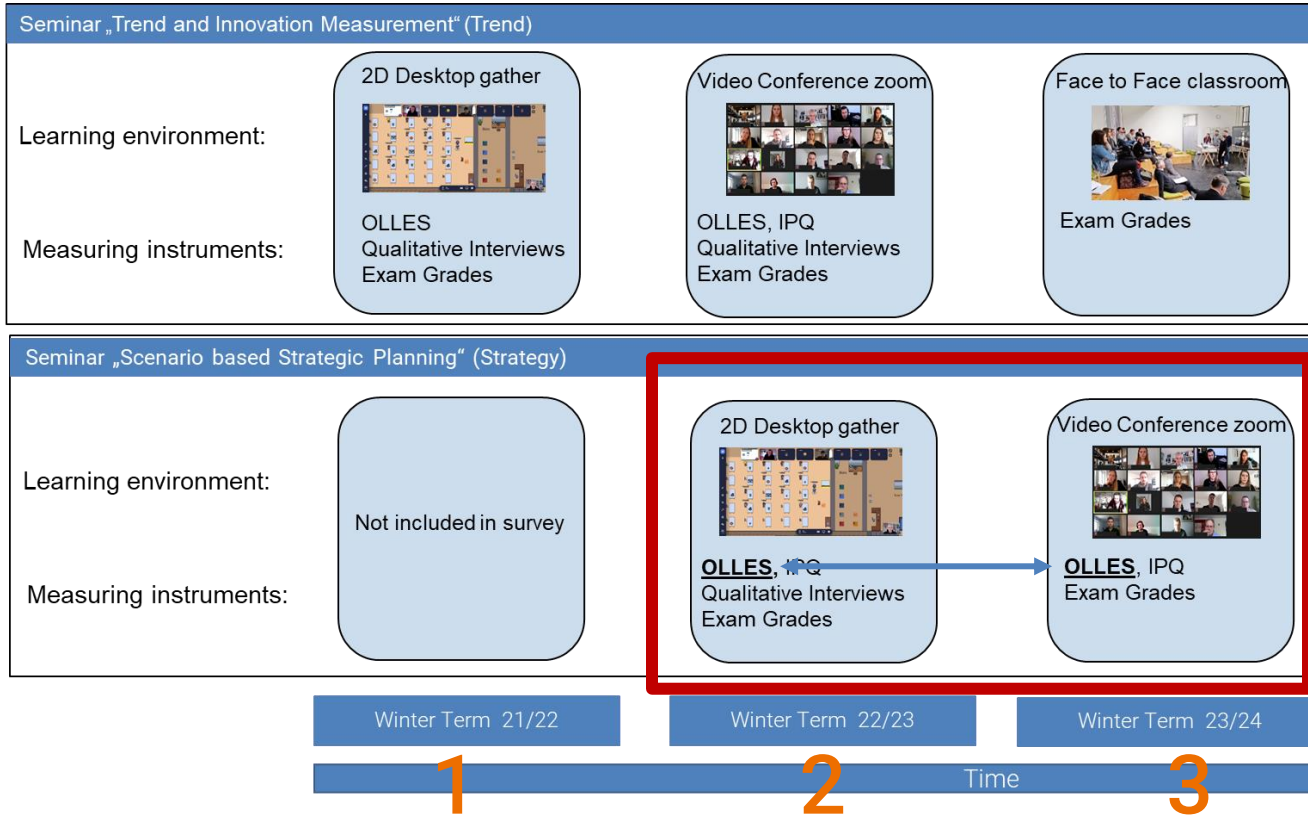 Seminar „Trend and Innovation Measurement“ (Trend)
Learning environment:
Measuring instruments:
2D Desktop gather
OLLES
Qualitative Interviews
Exam Grades
Video Conference zoom
OLLES, IPQ
Qualitative Interviews
Exam Grades
Face to Face classroom
Exam Grades
Seminar „Scenario based Strategic Planning“ (Strategy)
Learning environment:
Measuring instruments:
Not included in survey
2D Desktop gather
OLLES, IPQ
Qualitative Interviews
Exam Grades
Video Conference zoom
OLLES, IPQ
Exam Grades
Winter Term 21/22
Winter Term 22/23
Winter Term 23/24
Time
1
2
3